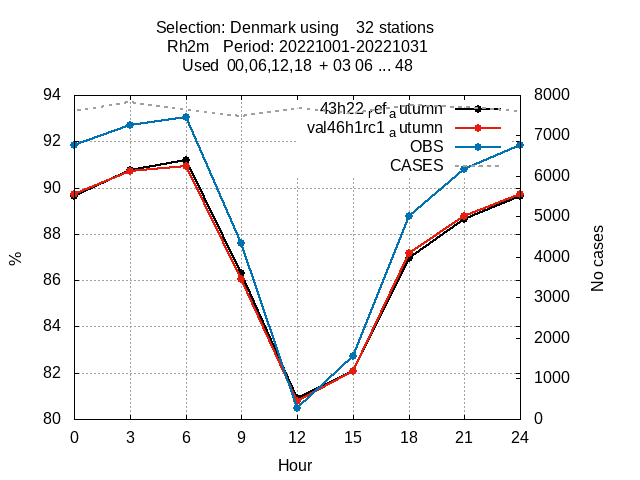 Selection: Denmark using 32 stations
Rh2m Period: 20221001-20221031
Used 00,06,12,18 + 03 06 ... 48
43h22_ref_autumn
val46h1rc1_autumn
OBS
CASES
94
92
90
88
86
84
82
80
8000
7000
6000
5000
4000
3000
2000
1000
0
%
No cases
0 3 6 9 12 15 18 21 24
Hour